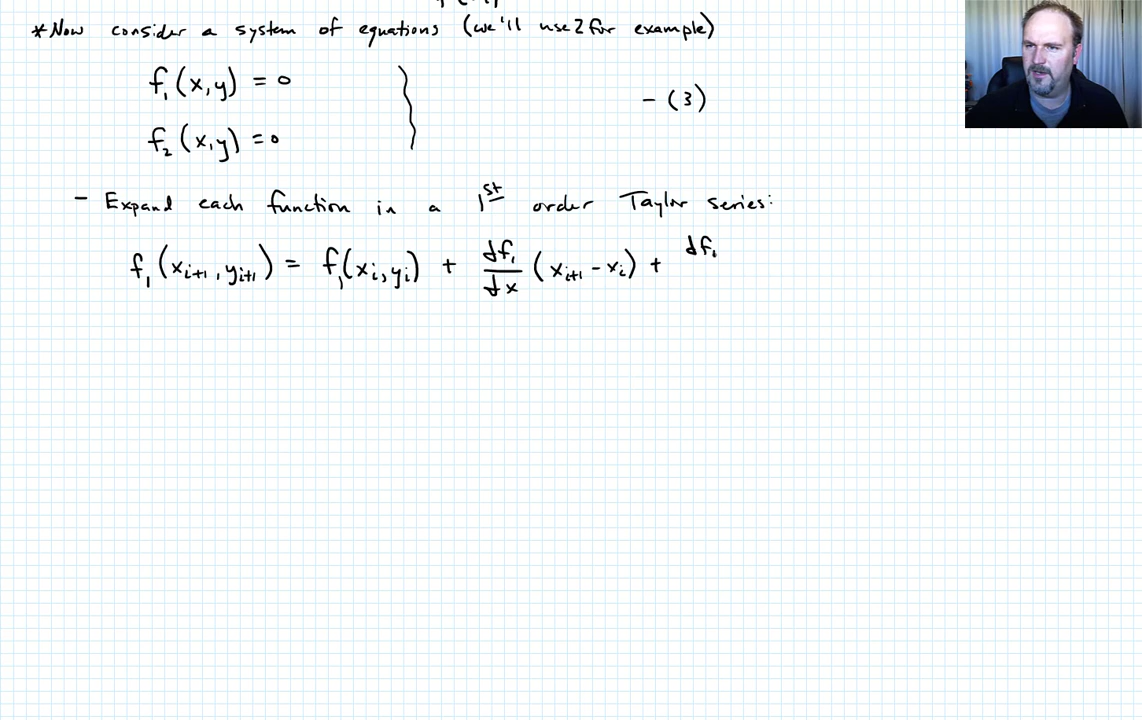 * Now consider a system of equations (we'll use 2 for example)
f₁(x,y) = 0
- (3)
f₂(x,y) = 0
- Expand each function in a 1st order Taylor series:
f₁(xᵢ₊₁, yᵢ₊₁) = f₁(xᵢ, yᵢ) + df₁/dx (xᵢ₊₁ - xᵢ) + df₁